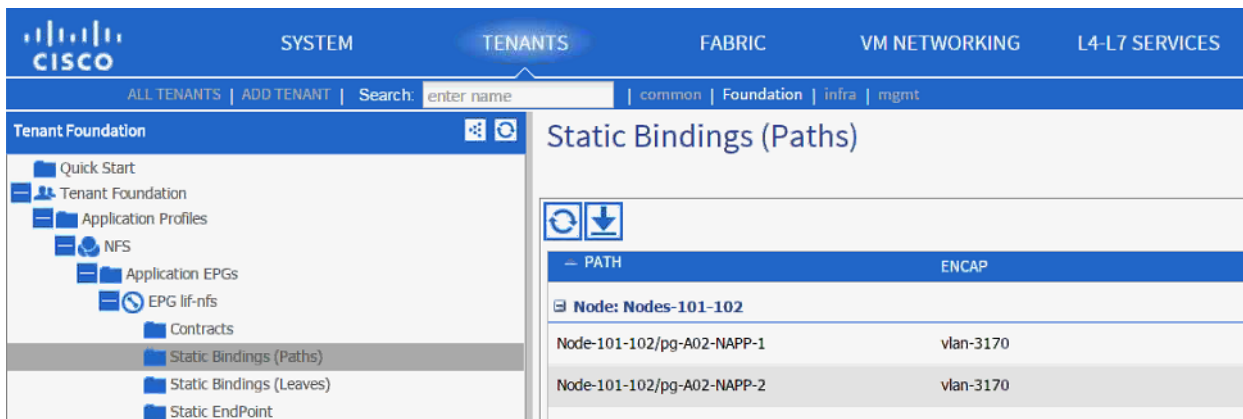 CISCO SYSTEM TENANTS FABRIC VM NETWORKING L4-L7 SERVICES
ALL TENANTS | ADD TENANT | Search: enter name | common | Foundation | infra | mgmt
Tenant Foundation
Quick Start
Tenant Foundation
Application Profiles
NFS
Application EPGs
EPG lif-nfs
Contracts
Static Bindings (Paths)
Static Bindings (Leaves)
Static EndPoint
Static Bindings (Paths)
PATH ENCAP
Node: Nodes-101-102
Node-101-102/pg-A02-NAPP-1 vlan-3170
Node-101-102/pg-A02-NAPP-2 vlan-3170